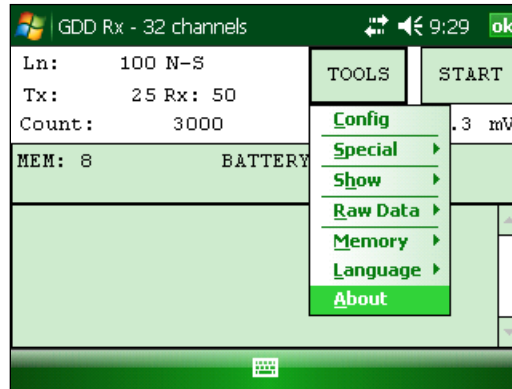 GDD Rx - 32 channels 9:29 ok
Ln: 100 N-S
Tx: 25 Rx: 50
Count: 3000
TOOLS
START
.3 mV
MEM: 8 BATTERY
Config
Special
Show
Raw Data
Memory
Language
About